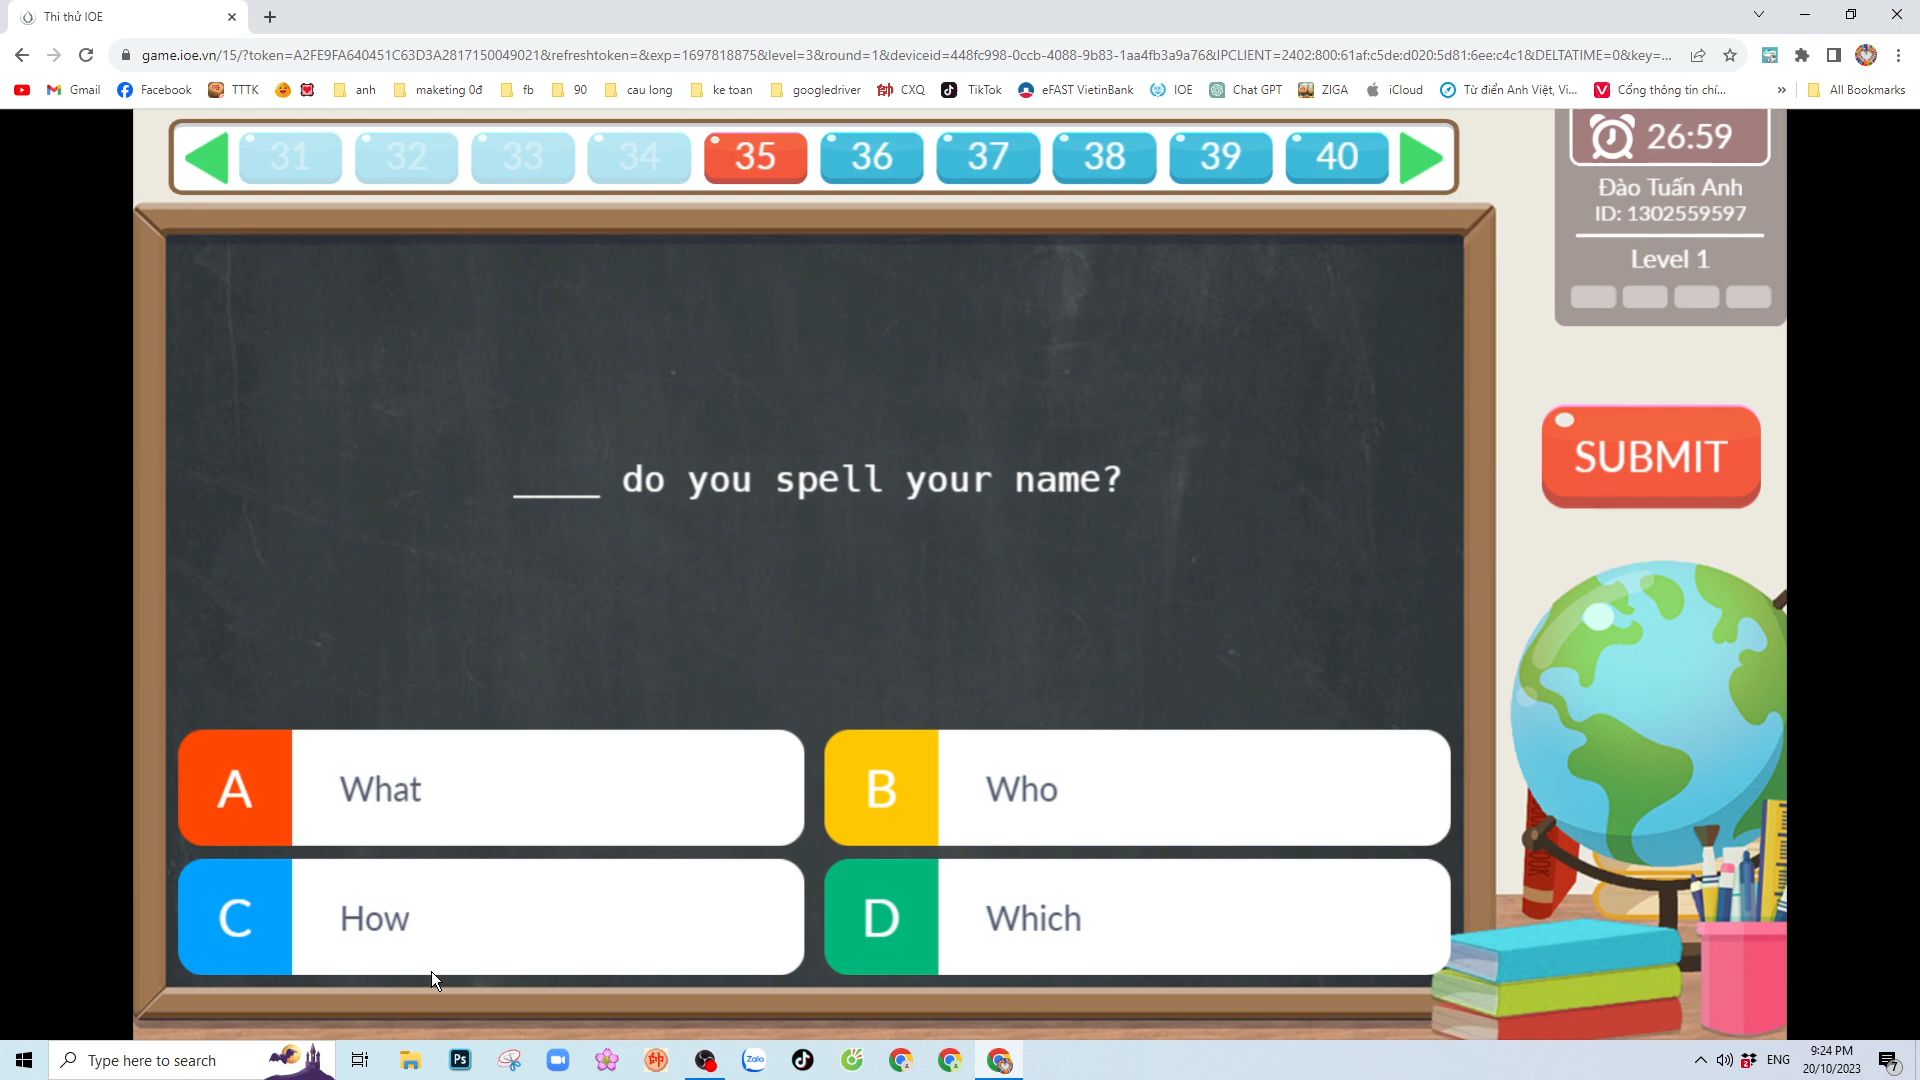 Thi thử IOE
game.ioe.vn/15/?token=A2FE9FA640451C63D3A2817150049021&refreshtoken=&exp=1697818875&level=3&round=1&deviceid=448fc998-0ccb-4088-9b83-1aa4fb3a9a76&IPCLIENT=2402:800:61af:c5de:d020:5d81:6ee:c4c1&DELTATIME=0&key=...
Gmail Facebook TTTK anh maketing 0đ fb 90 cau long ke toan googledriver CXQ TikTok eFAST VietinBank IOE Chat GPT ZIGA iCloud Từ điển Anh Việt, Vi... Cổng thông tin chí... » All Bookmarks
31 32 33 34 35 36 37 38 39 40
26:59
Đào Tuấn Anh
ID: 1302559597
Level 1
SUBMIT
____ do you spell your name?
A What
B Who
C How
D Which
Type here to search
Ps
Zalo
2
ENG
9:24 PM
20/10/2023
7